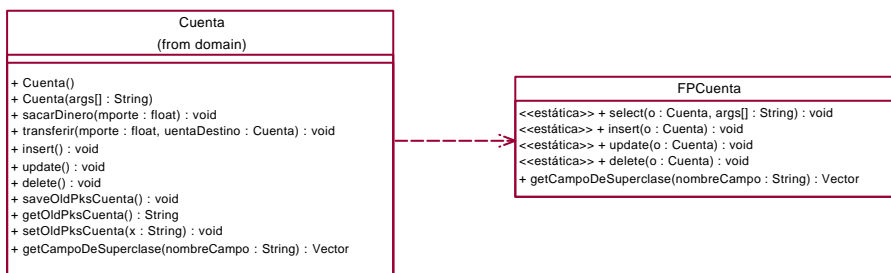 Cuenta
(from domain)
+ Cuenta()
+ Cuenta(args[] : String)
+ sacarDinero(mporte : float) : void
+ transferir(mporte : float, uentaDestino : Cuenta) : void
+ insert() : void
+ update() : void
+ delete() : void
+ saveOldPksCuenta() : void
+ getOldPksCuenta() : String
+ setOldPksCuenta(x : String) : void
+ getCampoDeSuperclase(nombreCampo : String) : Vector
FPCuenta
<<estática>> + select(o : Cuenta, args[] : String) : void
<<estática>> + insert(o : Cuenta) : void
<<estática>> + update(o : Cuenta) : void
<<estática>> + delete(o : Cuenta) : void
+ getCampoDeSuperclase(nombreCampo : String) : Vector